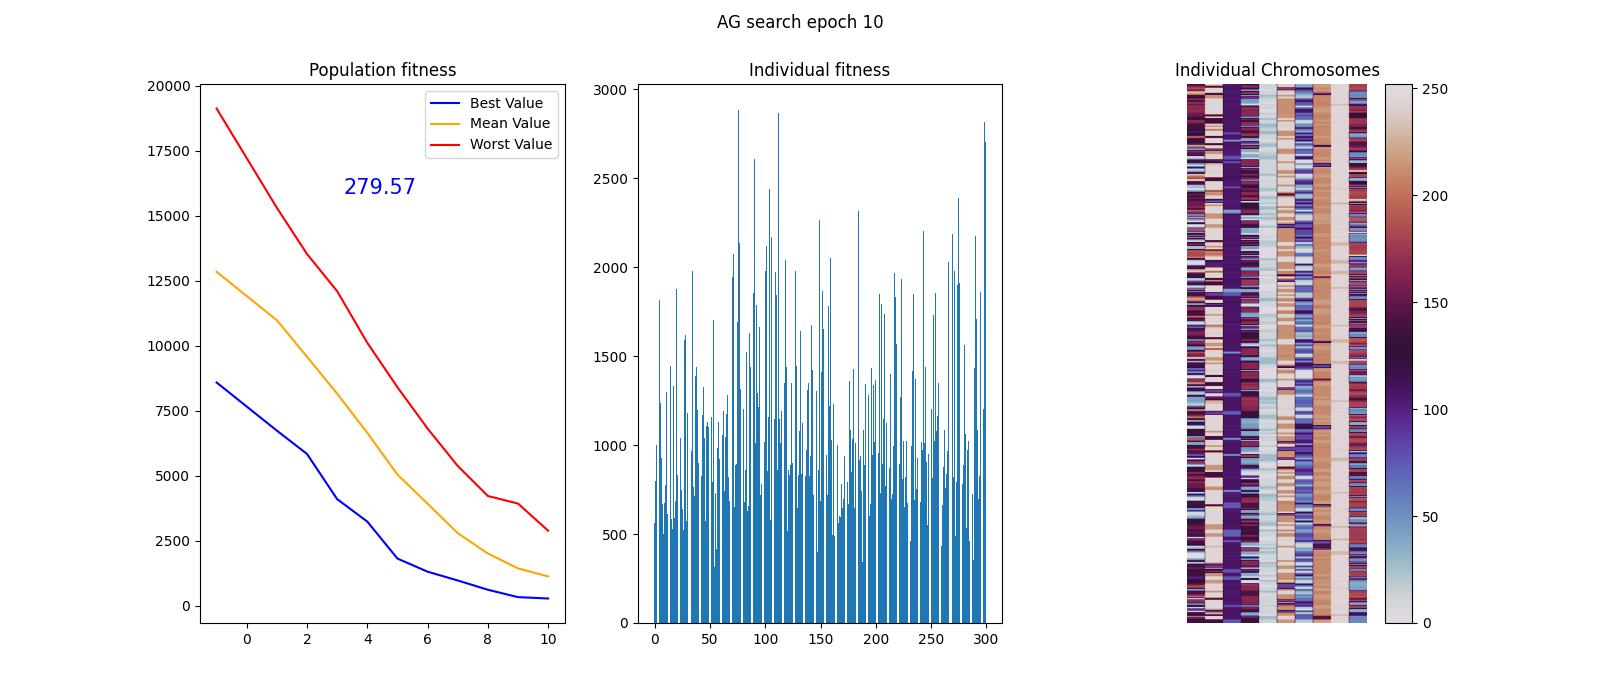 AG search epoch 10
Population fitness
20000
17500
15000
12500
10000
7500
5000
2500
0
0 2 4 6 8 10
Best Value
Mean Value
Worst Value
279.57
Individual fitness
3000
2500
2000
1500
1000
500
0
0 50 100 150 200 250 300
Individual Chromosomes
250
200
150
100
50
0